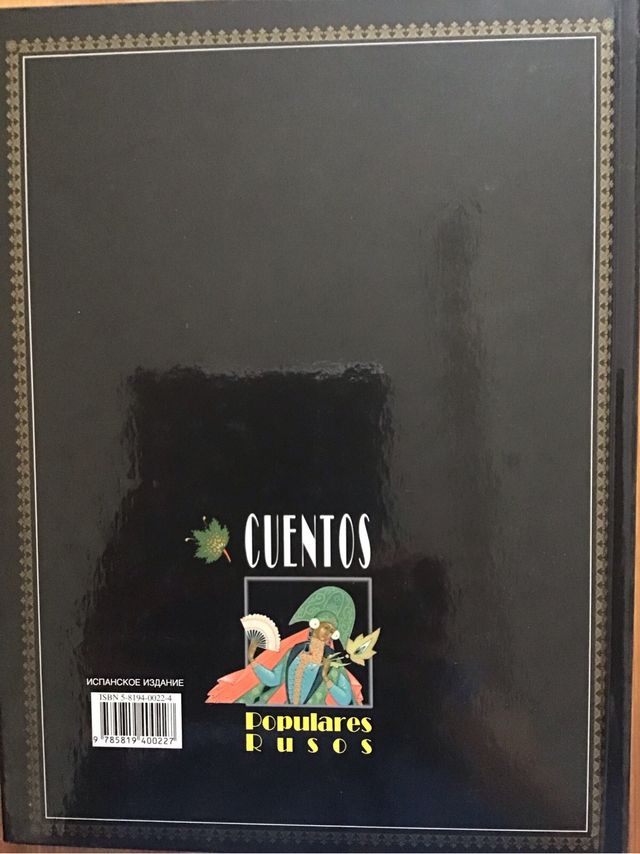 CUENTOS
Populares
Rusos
ИСПАНСКОЕ ИЗДАНИЕ
ISBN 5-8194-0022-4
9 785819 400227